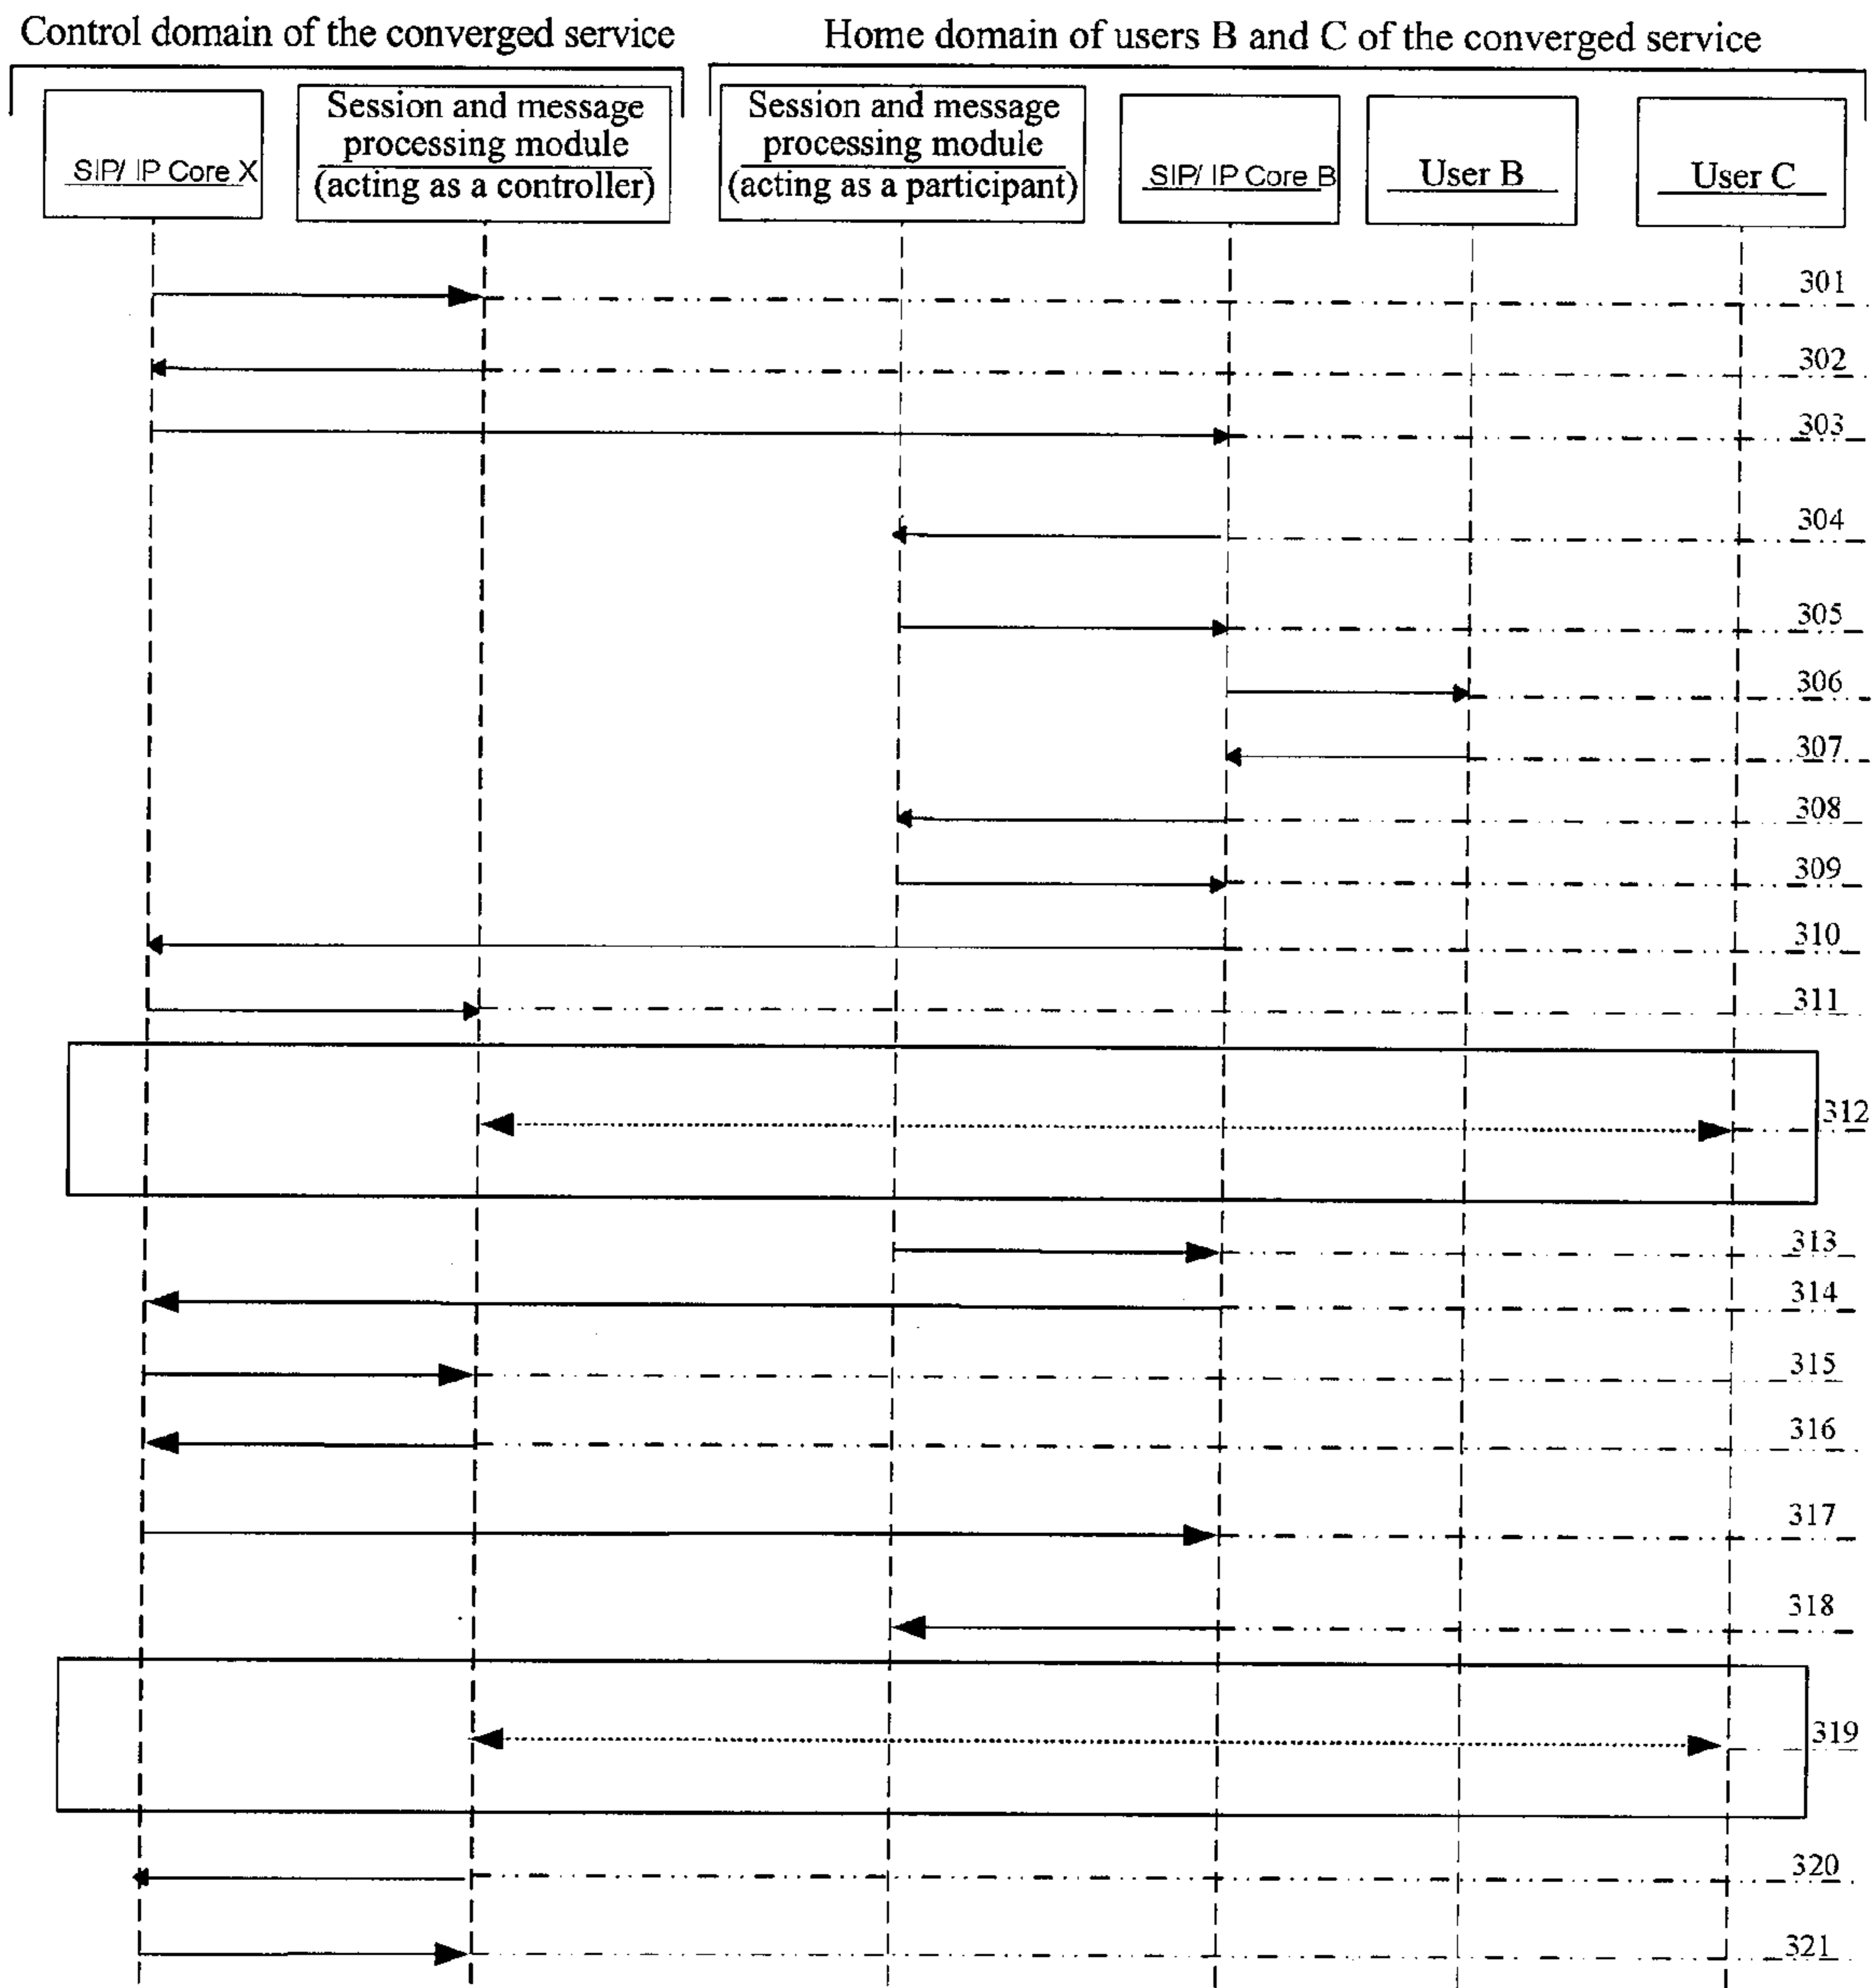 Control domain of the converged service
Home domain of users B and C of the converged service
SIP/ IP Core X
Session and message
processing module
(acting as a controller)
Session and message
processing module
(acting as a participant)
SIP/ IP Core B
User B
User C
301
302
303
304
305
306
307
308
309
310
311
312
313
314
315
316
317
318
319
320
321